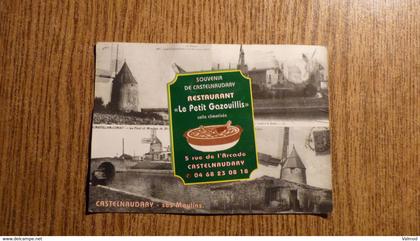 SOUVENIR
DE CASTELNAUDARY
RESTAURANT
«Le Petit Gazouillis»
salle climatisée
5 rue de l'Arcade
CASTELNAUDARY
✆ 04 68 23 08 18
CASTELNAUDARY - Les Moulins.